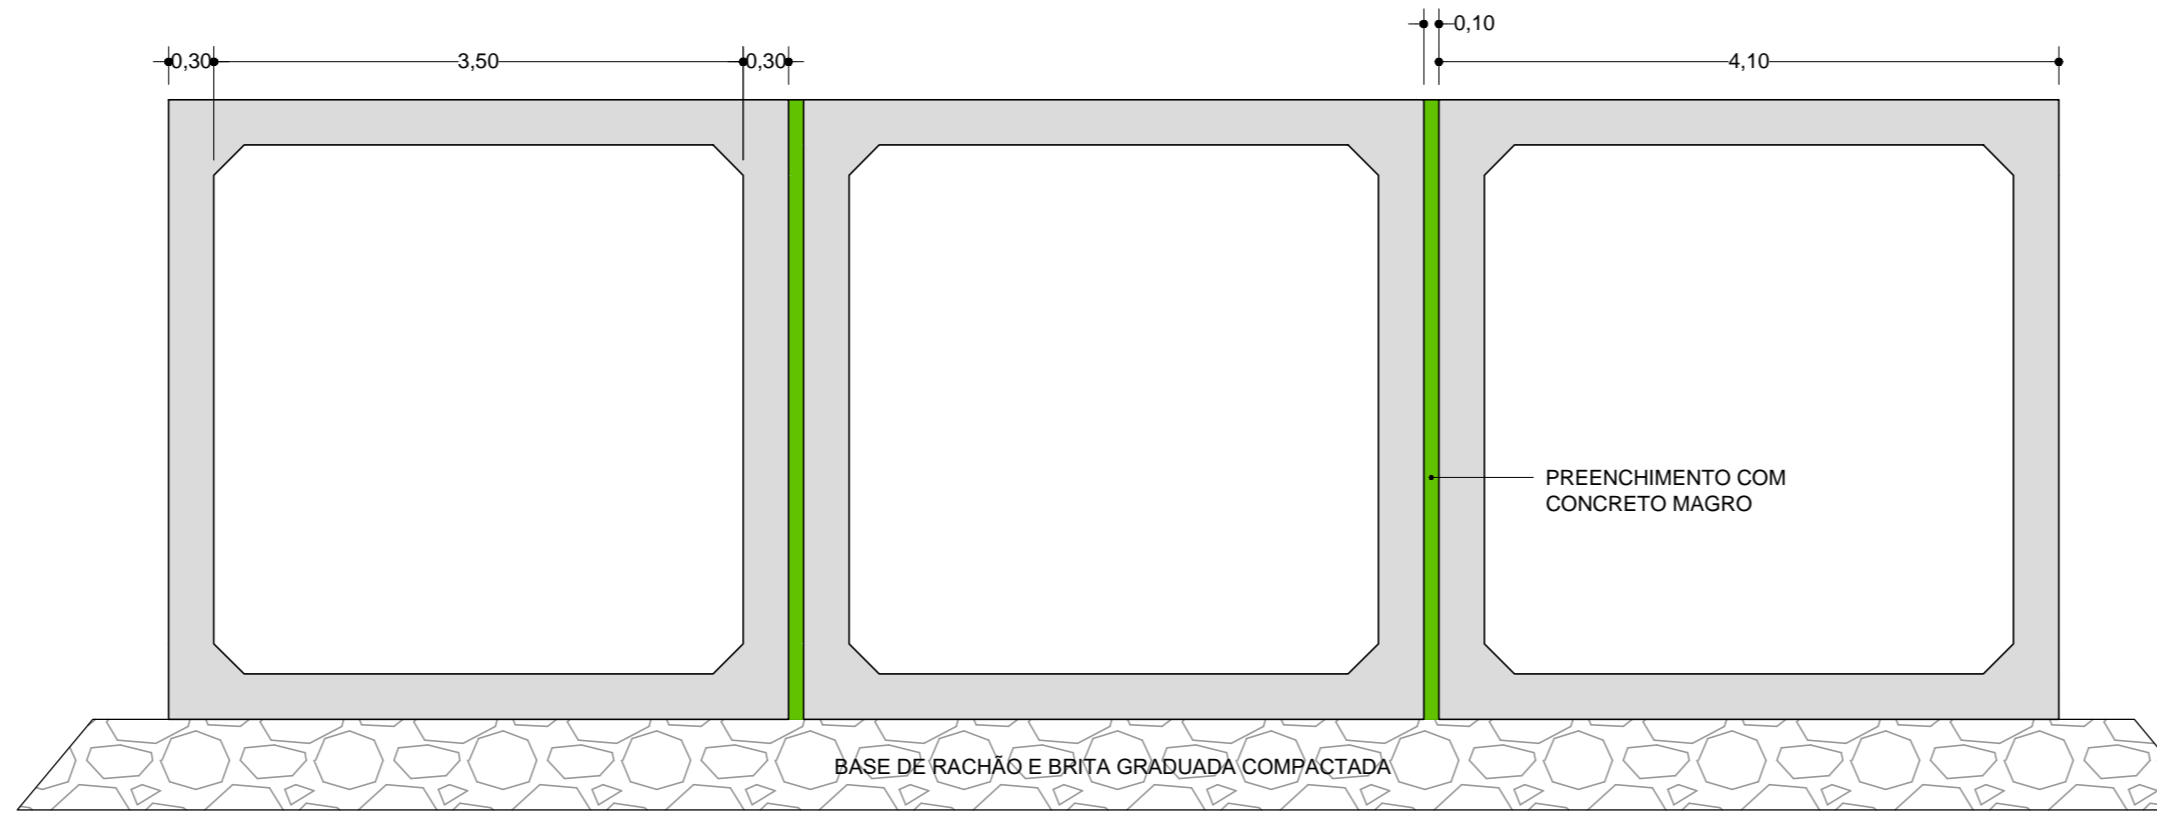 0,10
0,30
3,50
0,30
4,10
PREENCHIMENTO COM
CONCRETO MAGRO
BASE DE RACHÃO E BRITA GRADUADA COMPACTADA